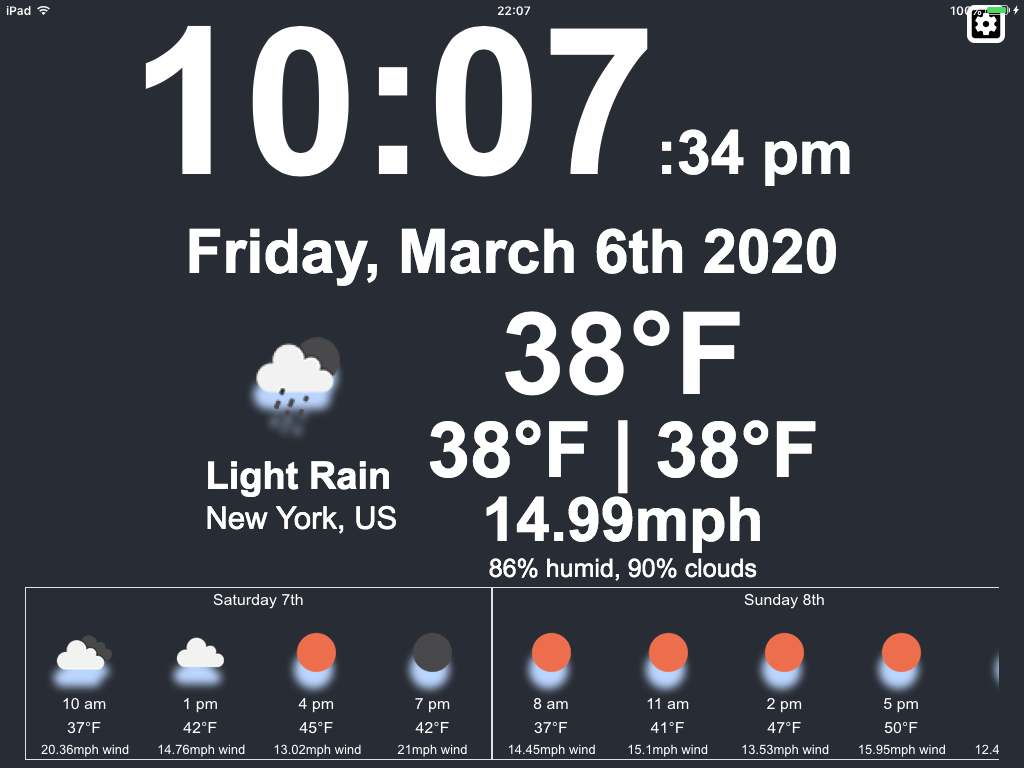 iPad 22:07 100%
10:07 :34 pm
Friday, March 6th 2020
38°F
38°F | 38°F
14.99mph
86% humid, 90% clouds
Light Rain
New York, US
Saturday 7th Sunday 8th
10 am 1 pm 4 pm 7 pm 8 am 11 am 2 pm 5 pm
37°F 42°F 45°F 42°F 37°F 41°F 47°F 50°F
20.36mph wind 14.76mph wind 13.02mph wind 21mph wind 14.45mph wind 15.1mph wind 13.53mph wind 15.95mph wind 12.4